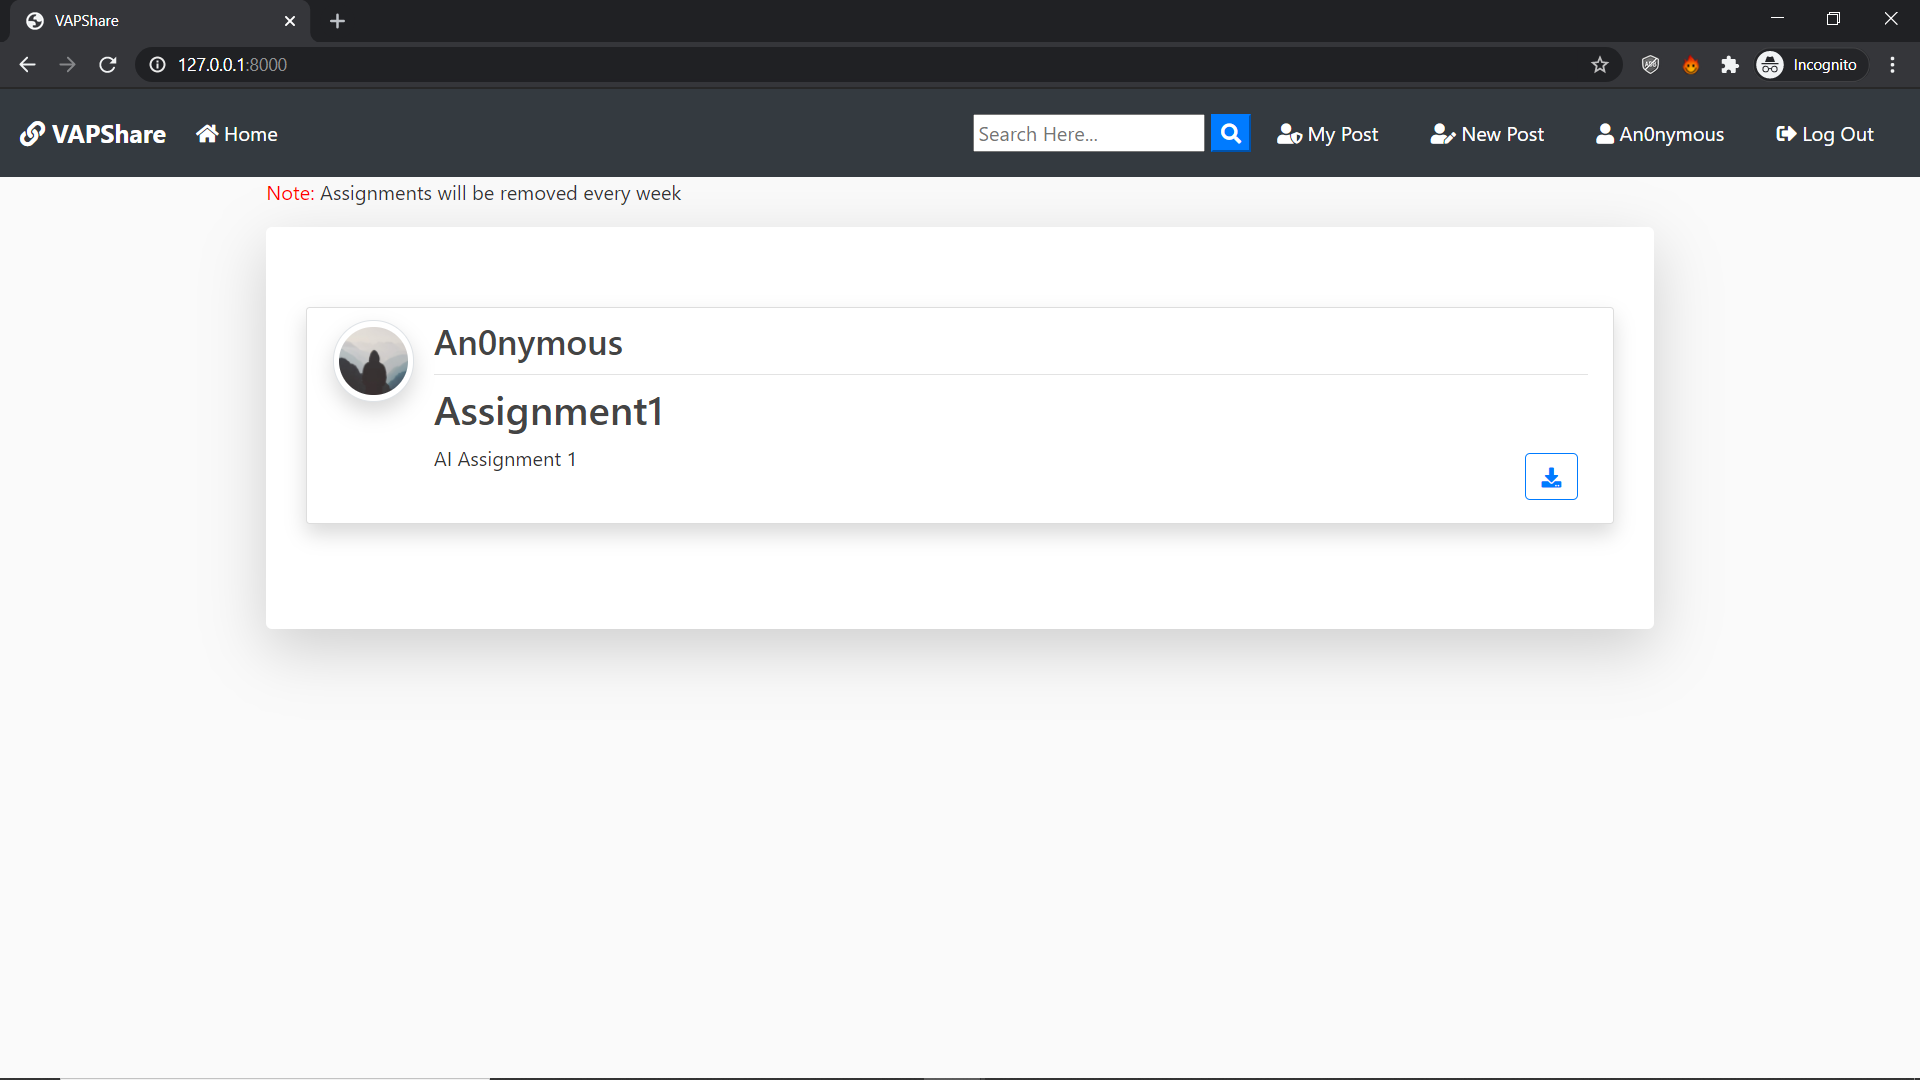 VAPShare
127.0.0.1:8000
Incognito
VAPShare Home Search Here... My Post New Post An0nymous Log Out
Note: Assignments will be removed every week
An0nymous
Assignment1
AI Assignment 1